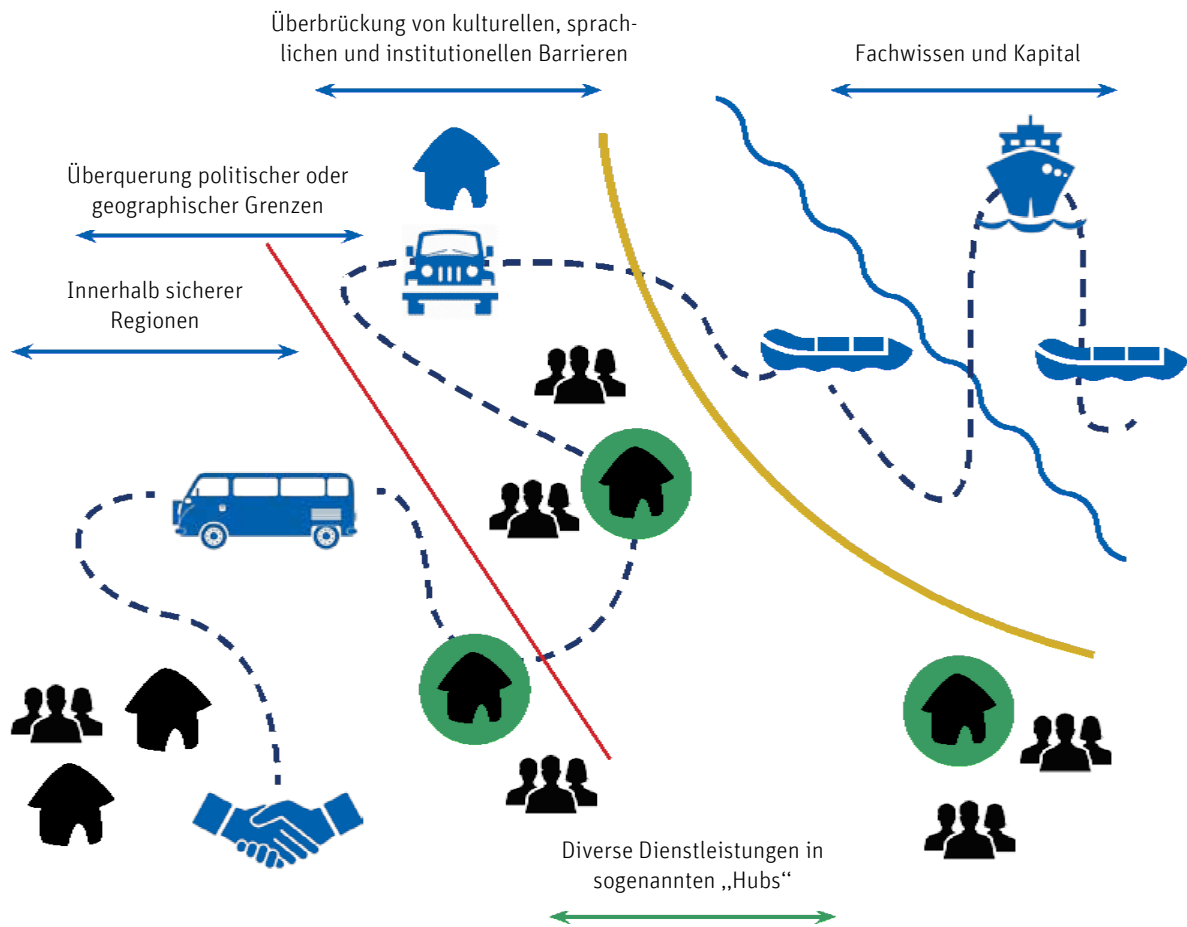 Überbrückung von kulturellen, sprach-
lichen und institutionellen Barrieren
Fachwissen und Kapital
Überquerung politischer oder
geographischer Grenzen
Innerhalb sicherer
Regionen
Diverse Dienstleistungen in
sogenannten „Hubs“